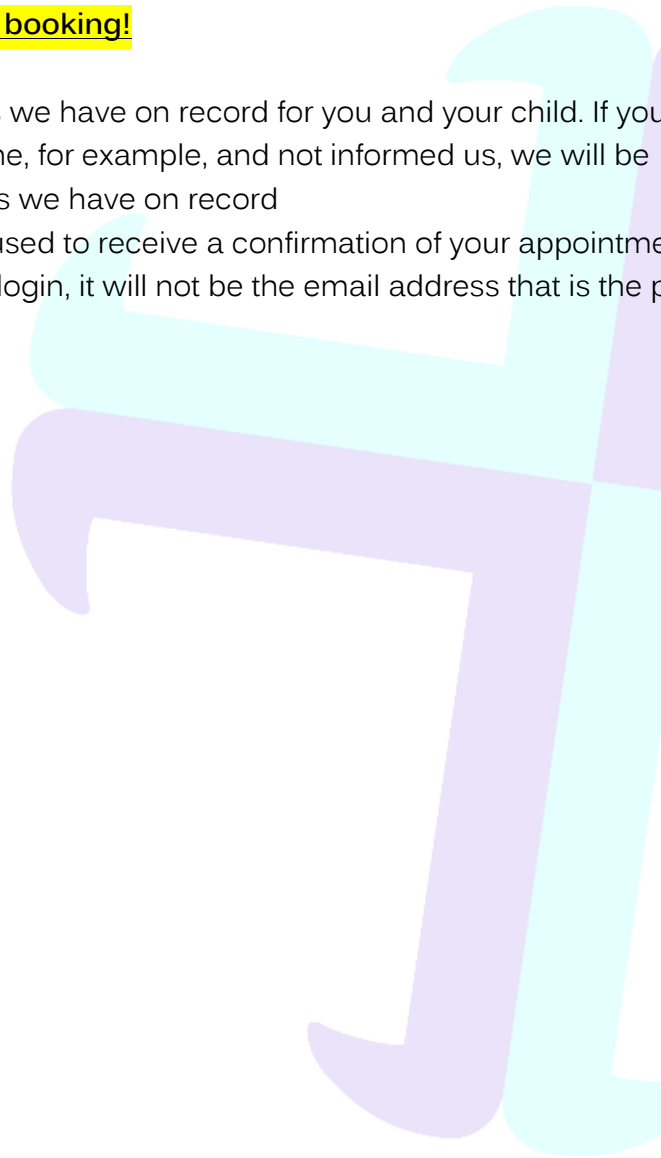 booking!
we have on record for you and your child. If you
for example, and not informed us, we will be
we have on record
used to receive a confirmation of your
login, it will not be the email address that is the